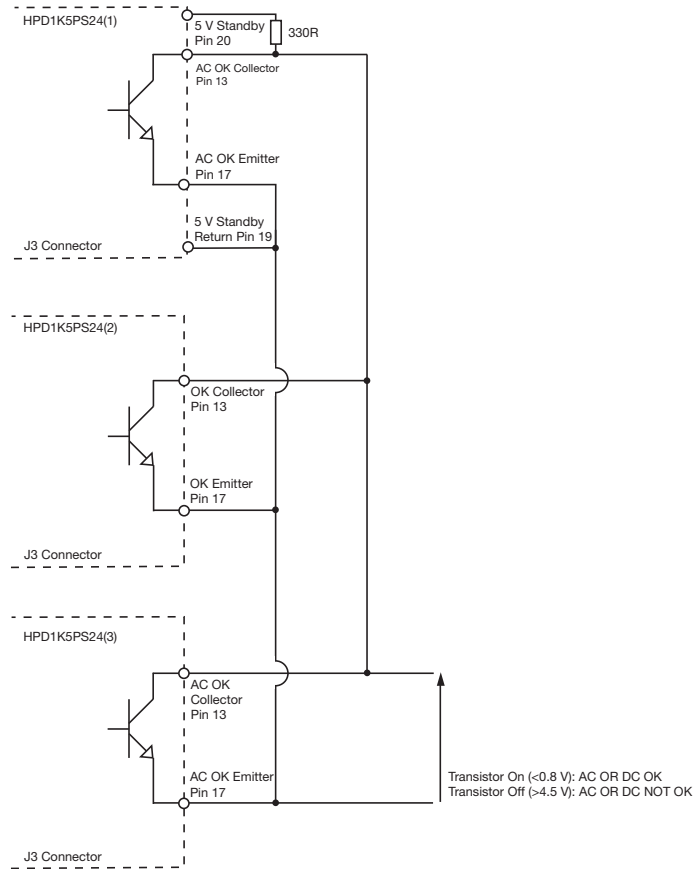 HPD1K5PS24(1)
5 V Standby
Pin 20
330R
AC OK Collector
Pin 13
AC OK Emitter
Pin 17
5 V Standby
Return Pin 19
J3 Connector
HPD1K5PS24(2)
OK Collector
Pin 13
OK Emitter
Pin 17
J3 Connector
HPD1K5PS24(3)
AC OK
Collector
Pin 13
AC OK Emitter
Pin 17
Transistor On (<0.8 V): AC OR DC OK
Transistor Off (>4.5 V): AC OR DC NOT OK
J3 Connector